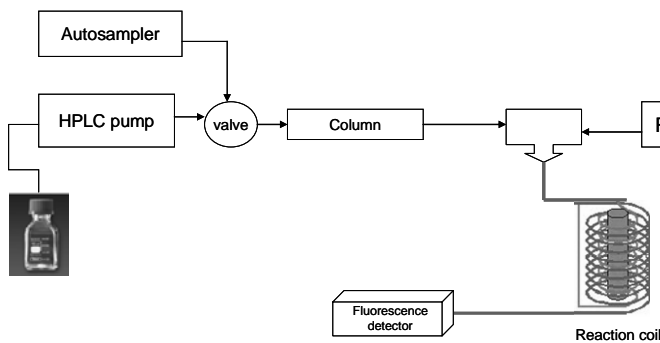 Autosampler
HPLC pump
valve
Column
Fluorescence
detector
Reaction coil